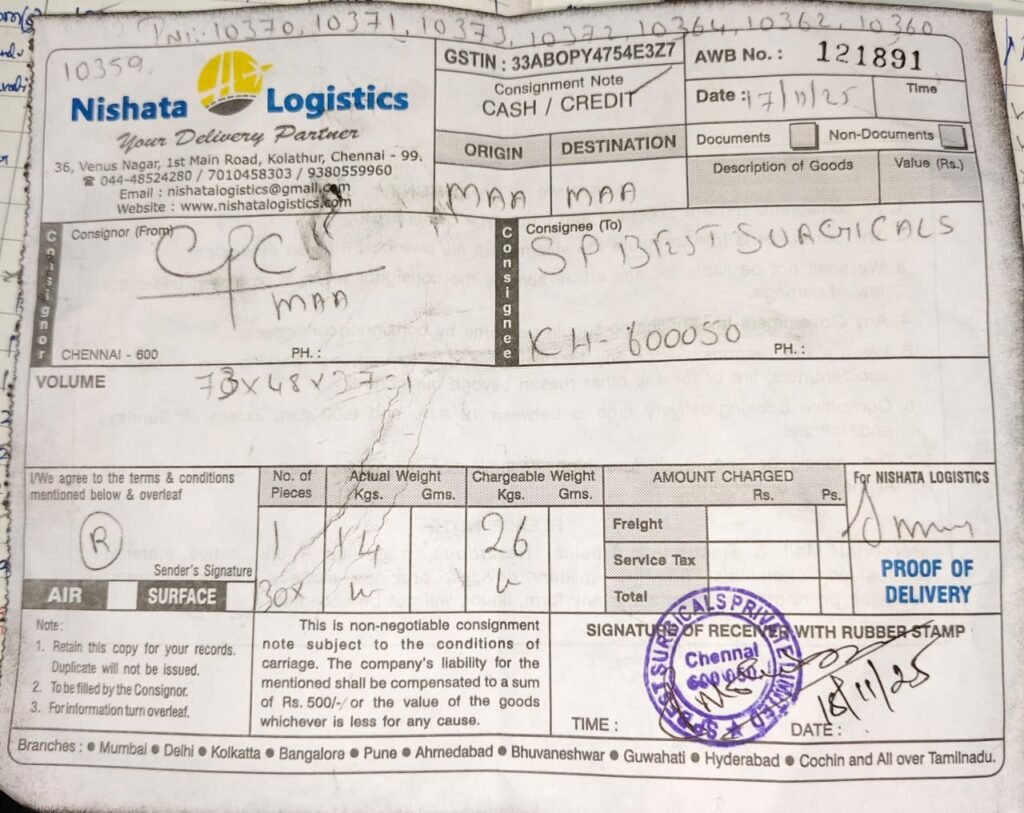 PNI:- 10370, 10371, 10373, 10372, 10364, 10362, 10360
10359,
Nishata Logistics
Your Delivery Partner
36, Venus Nagar, 1st Main Road, Kolathur, Chennai - 99.
☎ 044-48524280 / 7010458303 / 9380559960
Email : nishatalogistics@gmail.com
Website : www.nishatalogistics.com
GSTIN : 33ABOPY4754E3Z7
Consignment Note
CASH / CREDIT
ORIGIN DESTINATION
MAA MAA
AWB No. : 121891
Date : 17/11/25 Time
Documents Non-Documents
Description of Goods Value (Rs.)
Consignor
Consignor (From)
MAA
CHENNAI - 600 PH. :
Consignee
Consignee (To)
SP BEST SURGICALS
KH- 600050
PH. :
VOLUME
I/We agree to the terms & conditions
mentioned below & overleaf
R
Sender's Signature
AIR SURFACE
No. of Pieces
Actual Weight
Kgs. Gms.
Chargeable Weight
Kgs. Gms.
1 26
30x
AMOUNT CHARGED
Rs. Ps.
Freight
Service Tax
Total
For NISHATA LOGISTICS
PROOF OF
DELIVERY
Note :
1. Retain this copy for your records.
Duplicate will not be issued.
2. To be filled by the Consignor.
3. For information turn overleaf.
This is non-negotiable consignment
note subject to the conditions of
carriage. The company's liability for the
mentioned shall be compensated to a sum
of Rs. 500/- or the value of the goods
whichever is less for any cause.
SIGNATURE OF RECEIVER WITH RUBBER STAMP
SP BEST SURGICALS PRIVATE LIMITED
Chennai
600 050.
18/11/25
TIME : DATE :
Branches : ● Mumbai ● Delhi ● Kolkatta ● Bangalore ● Pune ● Ahmedabad ● Bhuvaneshwar ● Guwahati ● Hyderabad ● Cochin and All over Tamilnadu.